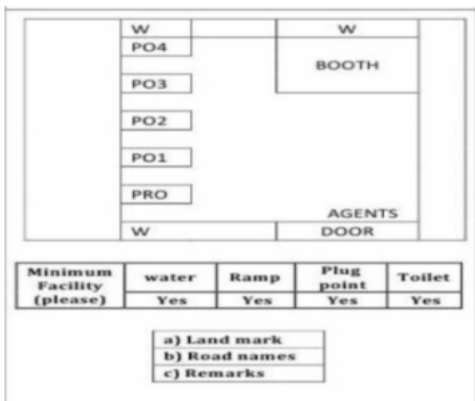 W W
PO4
BOOTH
PO3
PO2
PO1
PRO
AGENTS
W DOOR
Minimum Facility (please) water Ramp Plug point Toilet
Yes Yes Yes Yes
a) Land mark
b) Road names
c) Remarks